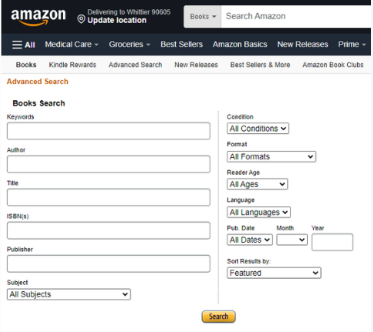 amazon
Delivering to Whittier 90605
Update location
Books
Search Amazon
All Medical Care Groceries Best Sellers Amazon Basics New Releases Prime
Books Kindle Rewards Advanced Search New Releases Best Sellers & More Amazon Book Clubs
Advanced Search
Books Search
Keywords
Author
Title
ISBN(s)
Publisher
Subject
All Subjects
Condition
All Conditions
Format
All Formats
Reader Age
All Ages
Language
All Languages
Pub. Date Month Year
All Dates
Sort Results by:
Featured
Search